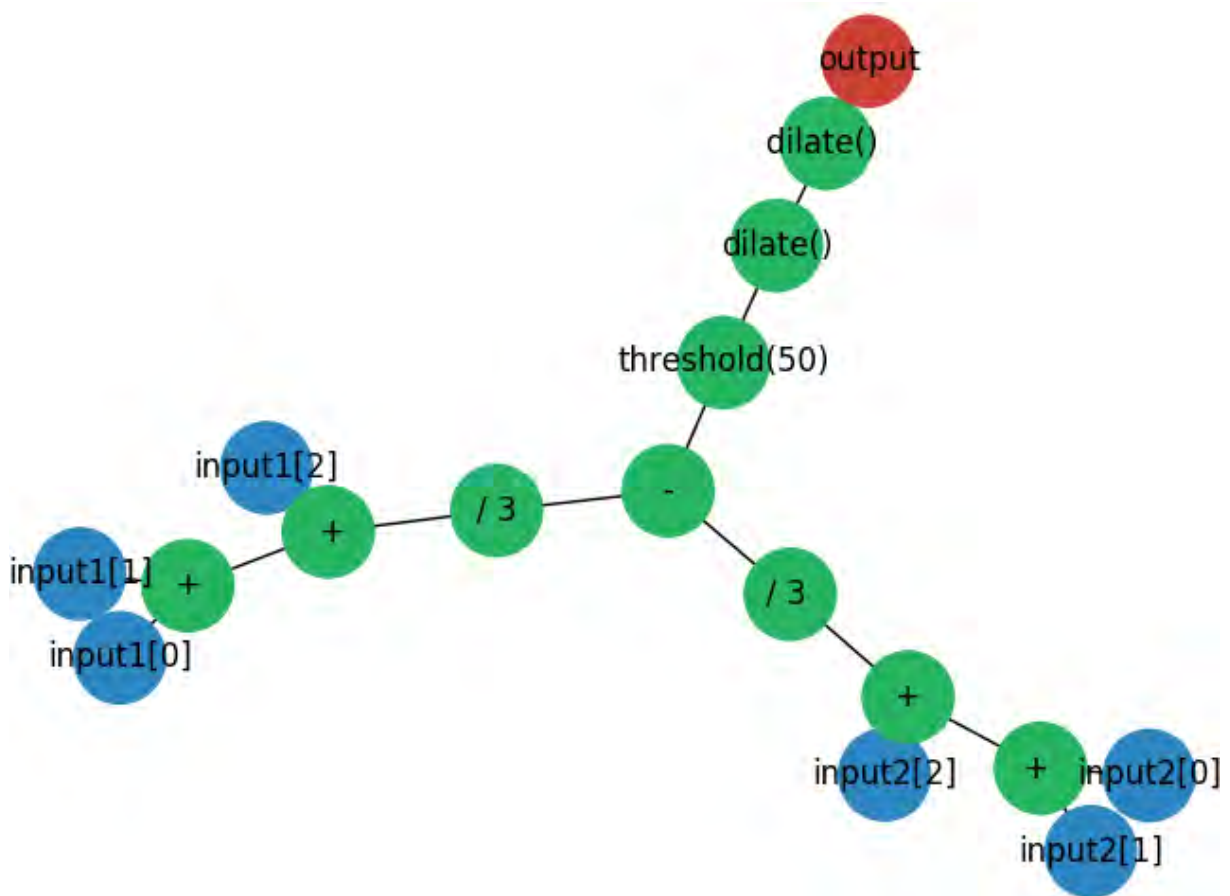 output
dilate()
dilate()
threshold(50)
input1[2]
-
/ 3
+
input1[1]
+
/ 3
input1[0]
+
input2[2]
+
input2[0]
input2[1]